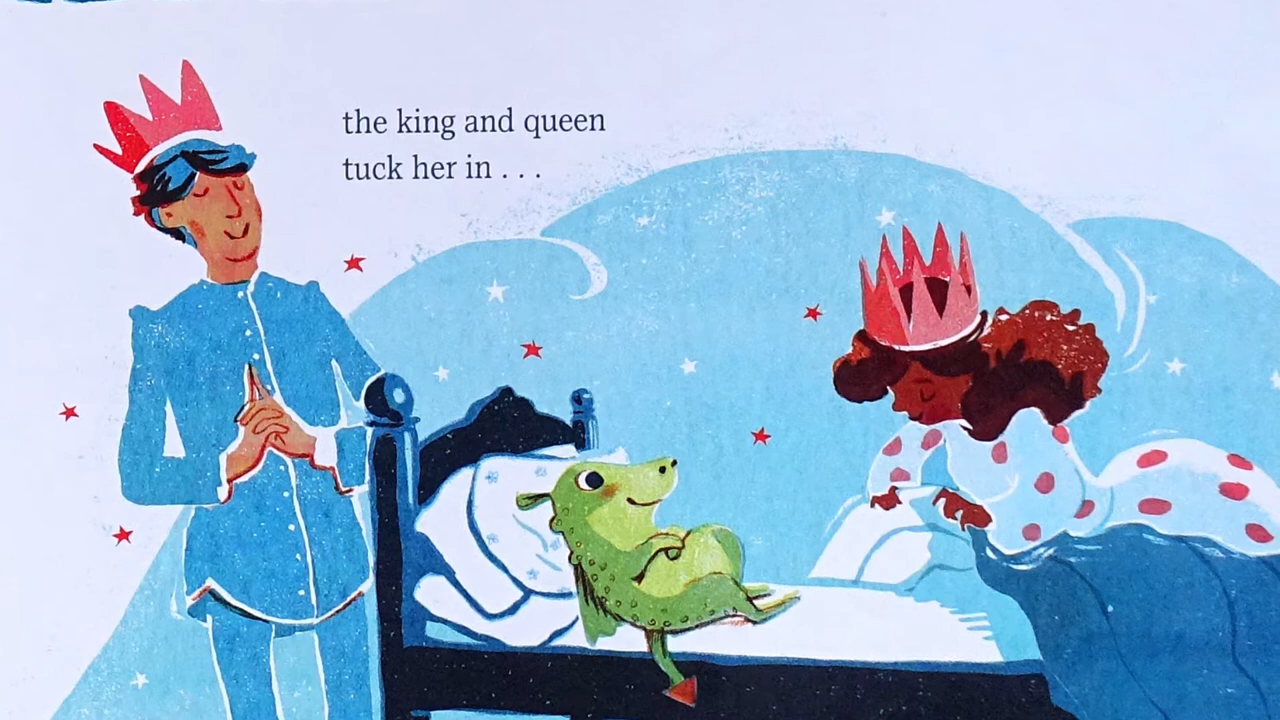 the king and queen
tuck her in . . .